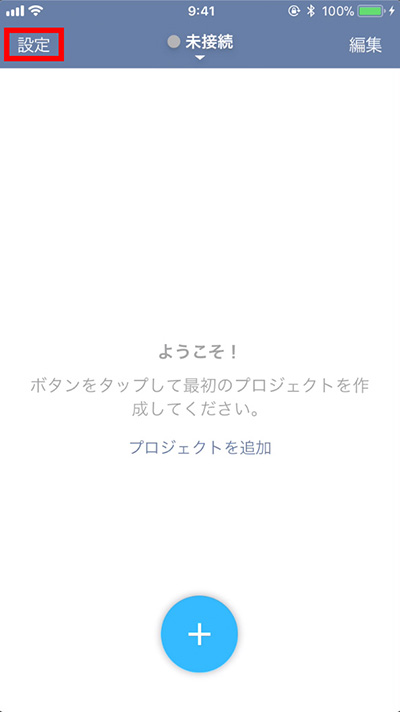 9:41
100%
設定
未接続
編集
ようこそ！
ボタンをタップして最初のプロジェクトを作
成してください。
プロジェクトを追加